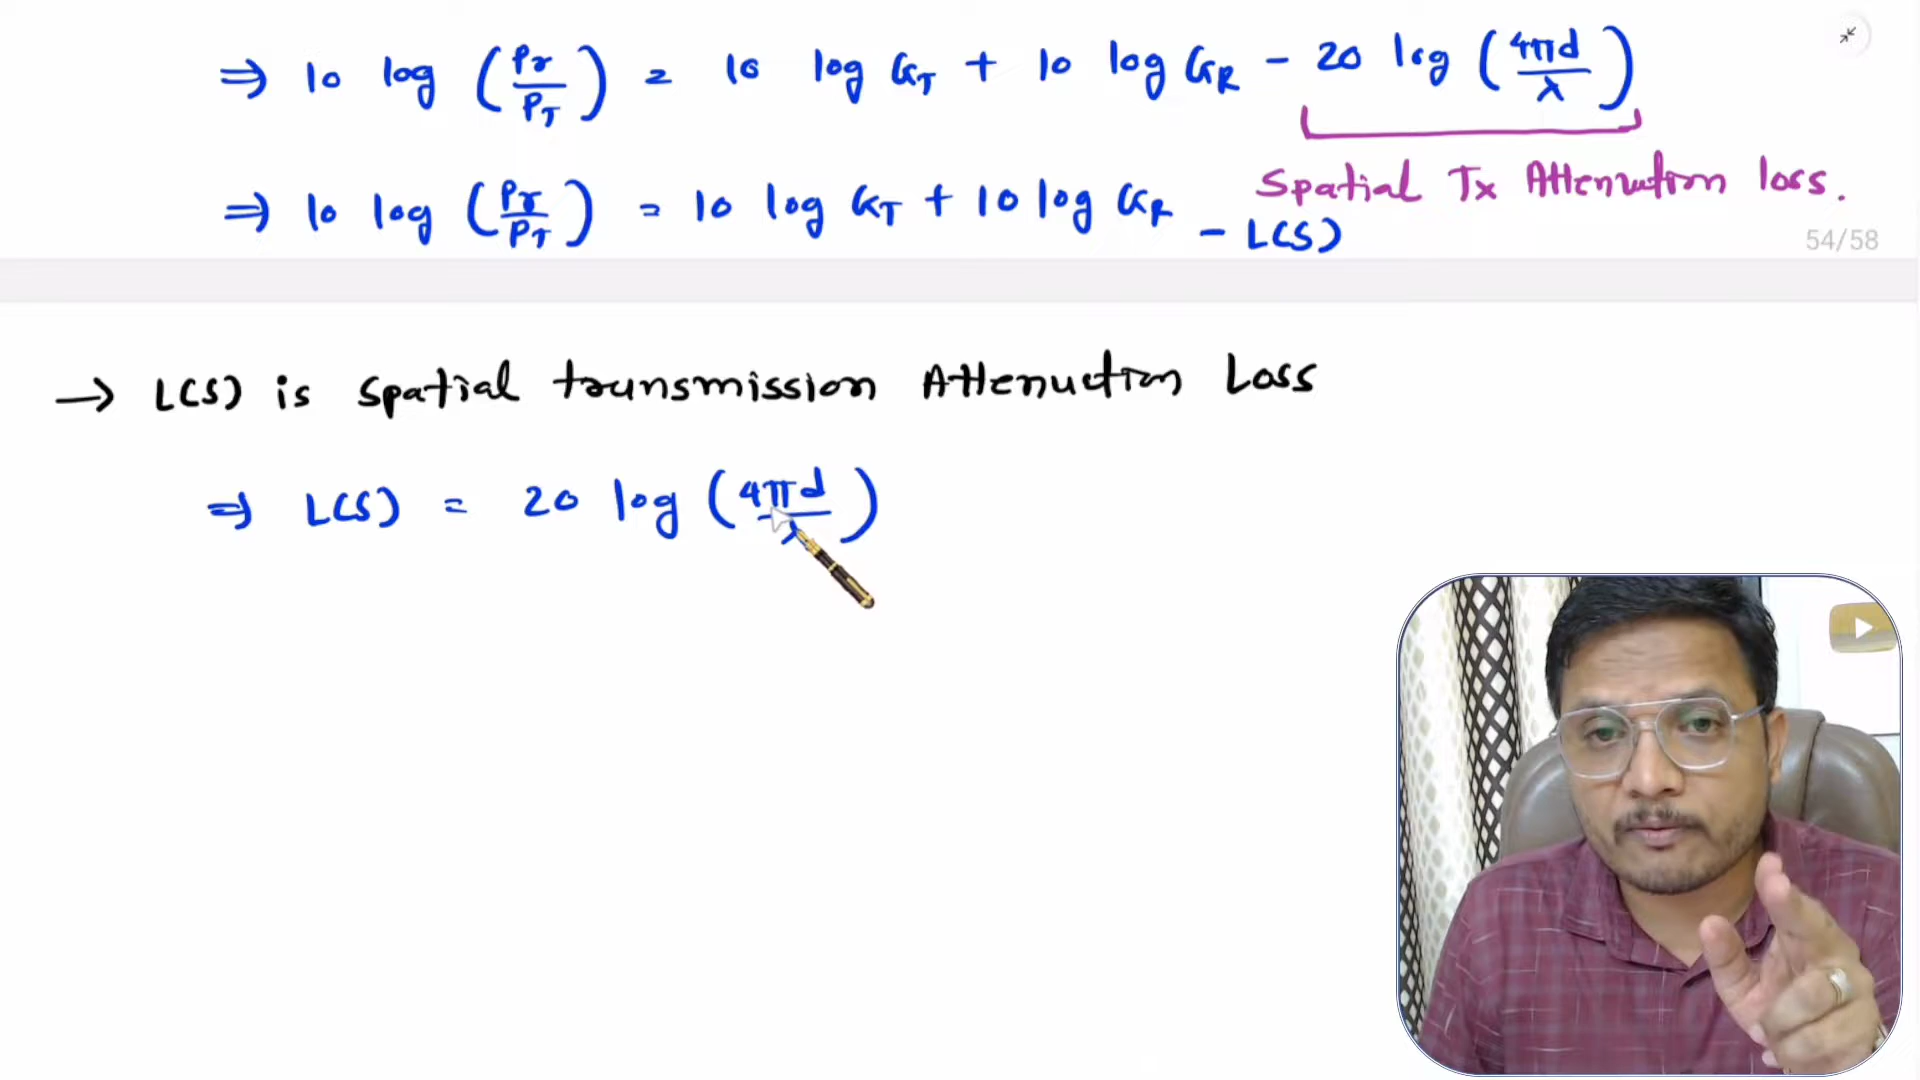 ⇒ 10 log (Pr/PT) = 10 log GT + 10 log GR - 20 log (4πd/λ)
Spatial Tx Attenuation loss.
⇒ 10 log (Pr/PT) = 10 log GT + 10 log GR - L(S)
54/58
→ L(S) is Spatial transmission Attenuation Loss
⇒ L(S) = 20 log (4πd/λ)